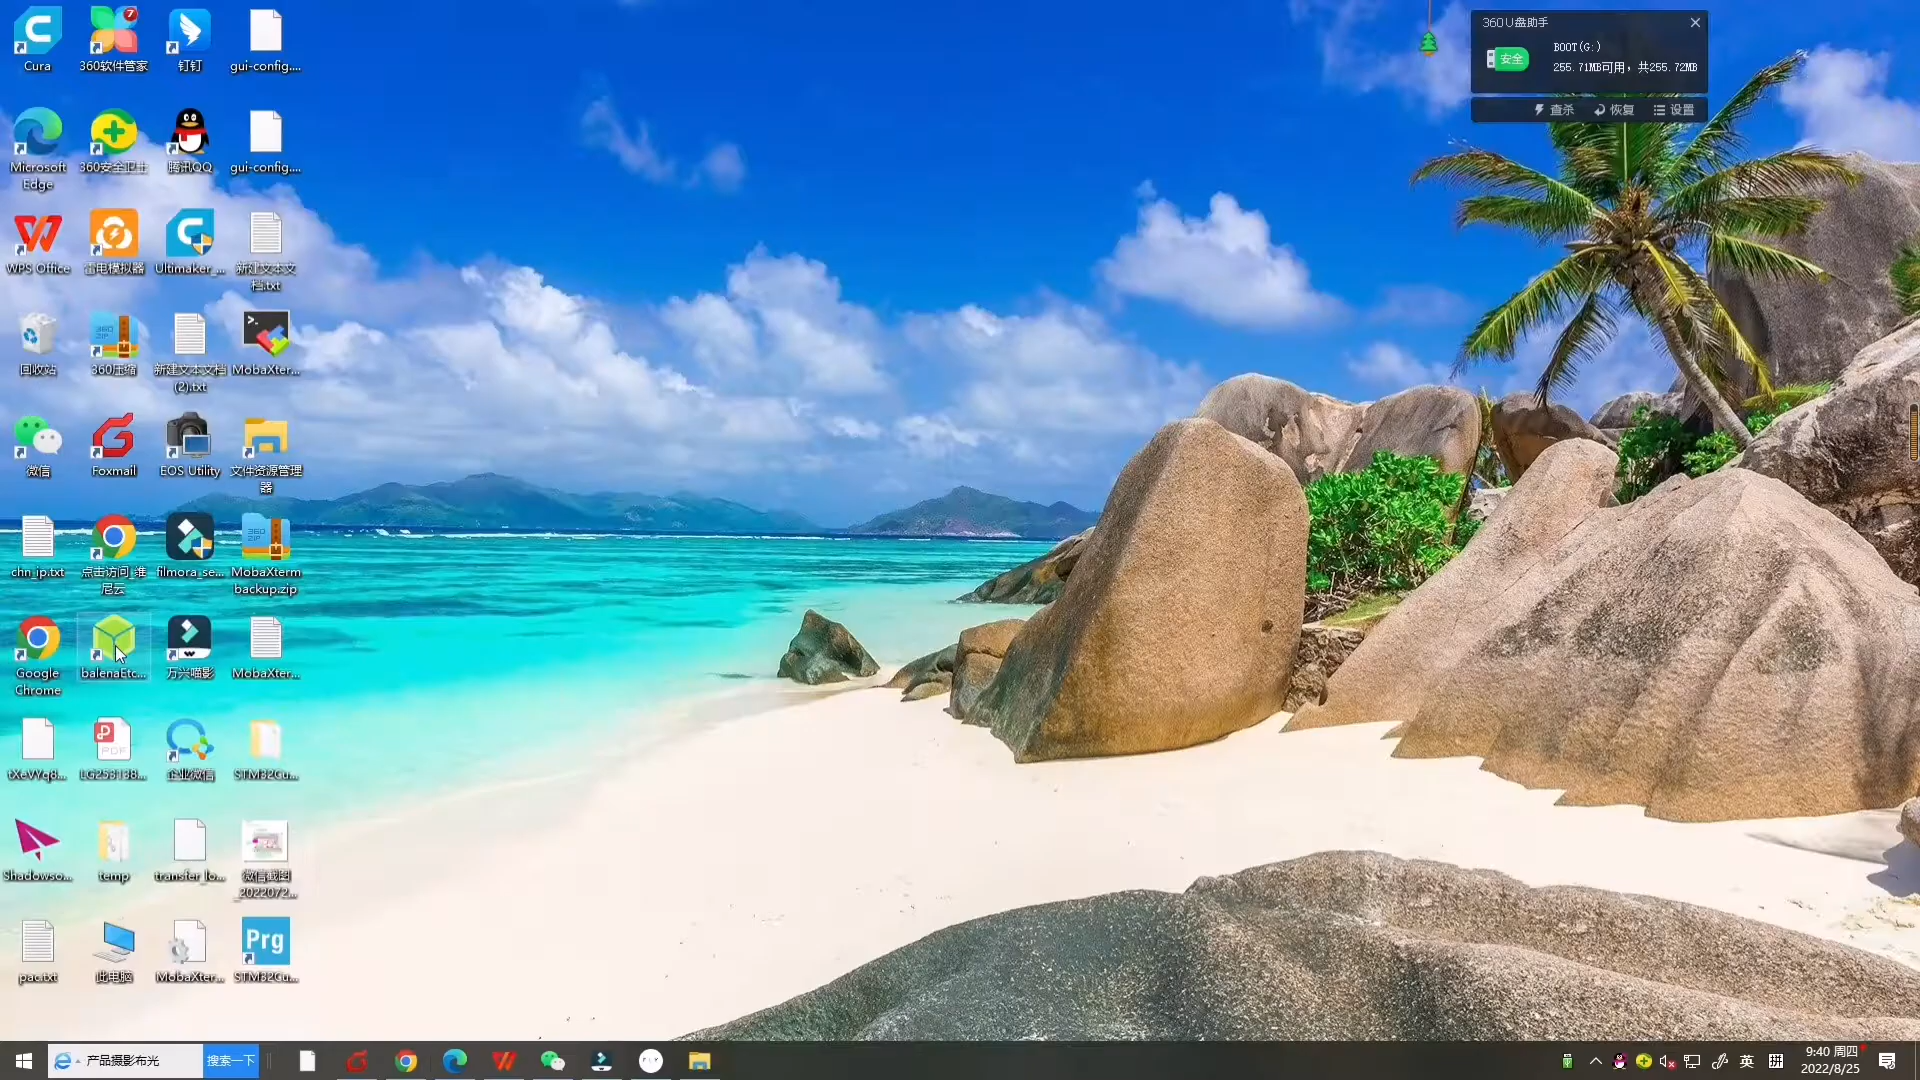 Cura
360软件管家
7
钉钉
gui-config....
Microsoft
Edge
360安全卫士
腾讯QQ
gui-config....
WPS Office
雷电模拟器
Ultimaker_...
新建文本文
档.txt
回收站
360压缩
新建文本文档
(2).txt
MobaXter...
微信
Foxmail
EOS Utility
文件资源管理
器
chn_ip.txt
点击访问_维
尼云
filmora_se...
MobaXterm
backup.zip
Google
Chrome
balenaEtc...
万兴喵影
MobaXter...
tXeVYq8...
LG253138...
PDF
企业微信
STM32Cu...
Shadowso...
temp
transfer_lo...
微信截图
_2022072...
pac.txt
此电脑
MobaXter...
Prg
STM32Cu...
360 U盘助手
安全
BOOT(G:)
255.71MB可用，共255.72MB
查杀 恢复 设置
产品摄影布光 搜索一下
英
9:40 周四
2022/8/25